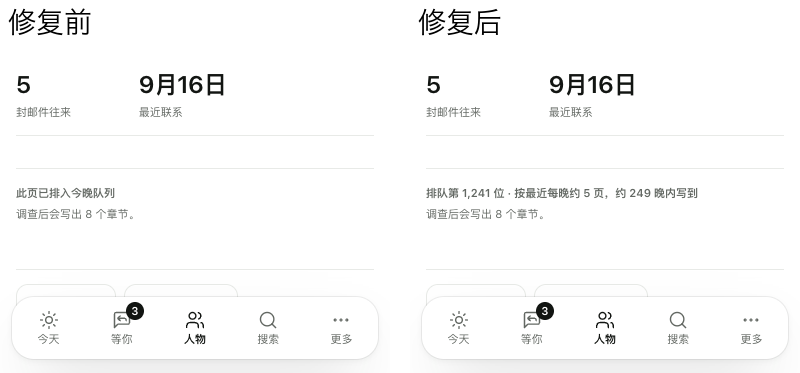 修复前
5
封邮件往来
9月16日
最近联系
此页已排入今晚队列
调查后会写出 8 个章节。
今天
3
等你
人物
搜索
更多
修复后
5
封邮件往来
9月16日
最近联系
排队第 1,241 位 · 按最近每晚约 5 页，约 249 晚内写到
调查后会写出 8 个章节。
今天
3
等你
人物
搜索
更多